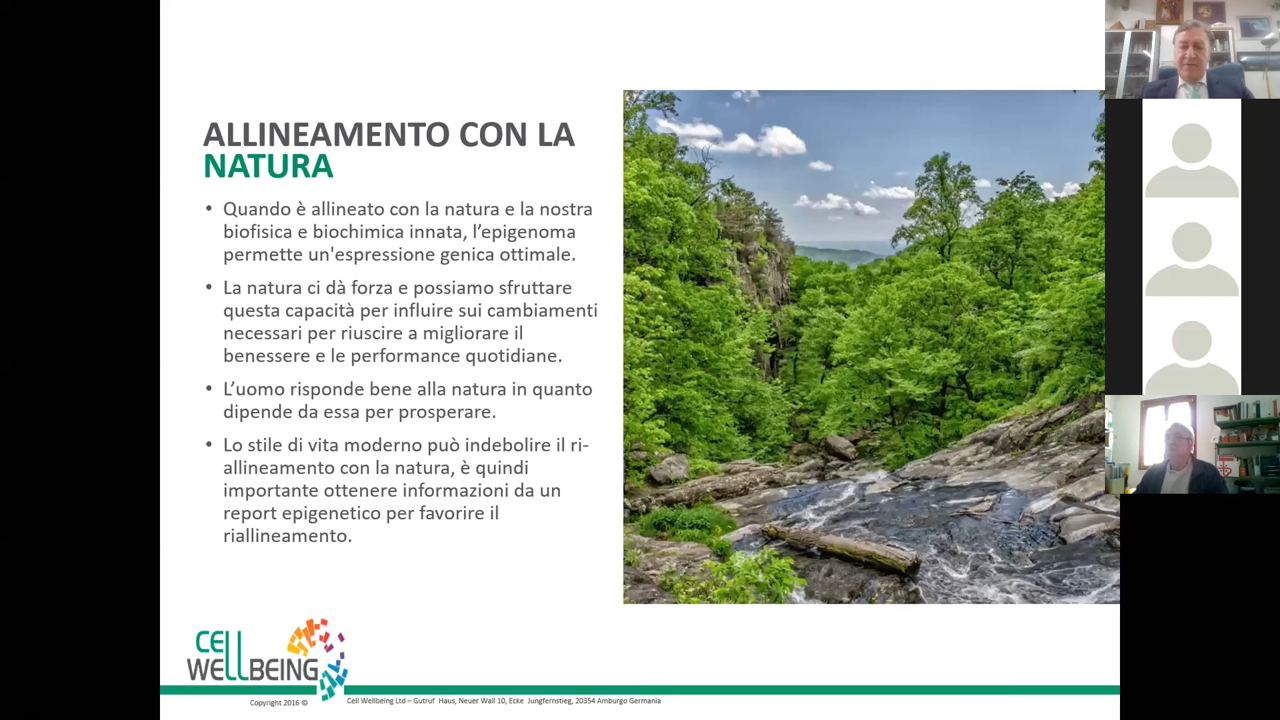 ALLINEAMENTO CON LA
NATURA
• Quando è allineato con la natura e la nostra
biofisica e biochimica innata, l’epigenoma
permette un'espressione genica ottimale.
• La natura ci dà forza e possiamo sfruttare
questa capacità per influire sui cambiamenti
necessari per riuscire a migliorare il
benessere e le performance quotidiane.
• L’uomo risponde bene alla natura in quanto
dipende da essa per prosperare.
• Lo stile di vita moderno può indebolire il ri-
allineamento con la natura, è quindi
importante ottenere informazioni da un
report epigenetico per favorire il
riallineamento.
CELL
WELLBEING
Copyright 2016 ©
Cell Wellbeing Ltd – Gutruf Haus, Neuer Wall 10, Ecke Jungfernstieg, 20354 Amburgo Germania